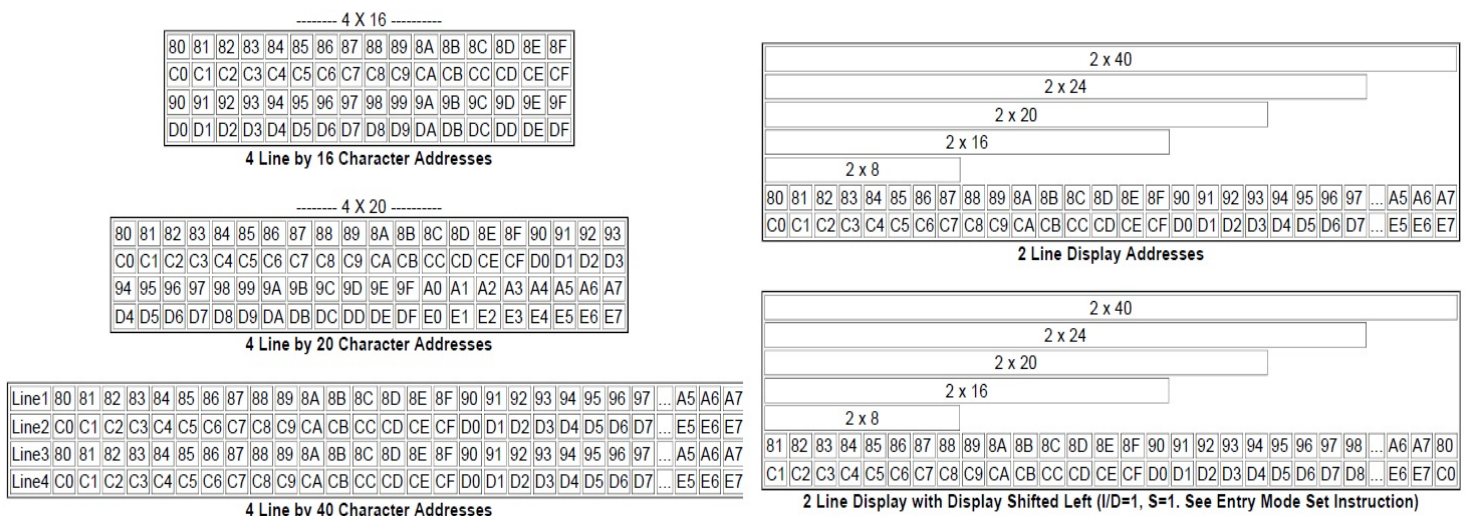 -------- 4 X 16 ----------
80 81 82 83 84 85 86 87 88 89 8A 8B 8C 8D 8E 8F
C0 C1 C2 C3 C4 C5 C6 C7 C8 C9 CA CB CC CD CE CF
90 91 92 93 94 95 96 97 98 99 9A 9B 9C 9D 9E 9F
D0 D1 D2 D3 D4 D5 D6 D7 D8 D9 DA DB DC DD DE DF
4 Line by 16 Character Addresses
-------- 4 X 20 ----------
80 81 82 83 84 85 86 87 88 89 8A 8B 8C 8D 8E 8F 90 91 92 93
C0 C1 C2 C3 C4 C5 C6 C7 C8 C9 CA CB CC CD CE CF D0 D1 D2 D3
94 95 96 97 98 99 9A 9B 9C 9D 9E 9F A0 A1 A2 A3 A4 A5 A6 A7
D4 D5 D6 D7 D8 D9 DA DB DC DD DE DF E0 E1 E2 E3 E4 E5 E6 E7
4 Line by 20 Character Addresses
Line1 80 81 82 83 84 85 86 87 88 89 8A 8B 8C 8D 8E 8F 90 91 92 93 94 95 96 97 ... A5 A6 A7
Line2 C0 C1 C2 C3 C4 C5 C6 C7 C8 C9 CA CB CC CD CE CF D0 D1 D2 D3 D4 D5 D6 D7 ... E5 E6 E7
Line3 80 81 82 83 84 85 86 87 88 89 8A 8B 8C 8D 8E 8F 90 91 92 93 94 95 96 97 ... A5 A6 A7
Line4 C0 C1 C2 C3 C4 C5 C6 C7 C8 C9 CA CB CC CD CE CF D0 D1 D2 D3 D4 D5 D6 D7 ... E5 E6 E7
4 Line by 40 Character Addresses
2 x 40
2 x 24
2 x 20
2 x 16
2 x 8
80 81 82 83 84 85 86 87 88 89 8A 8B 8C 8D 8E 8F 90 91 92 93 94 95 96 97 ... A5 A6 A7
C0 C1 C2 C3 C4 C5 C6 C7 C8 C9 CA CB CC CD CE CF D0 D1 D2 D3 D4 D5 D6 D7 ... E5 E6 E7
2 Line Display Addresses
2 x 40
2 x 24
2 x 20
2 x 16
2 x 8
81 82 83 84 85 86 87 88 89 8A 8B 8C 8D 8E 8F 90 91 92 93 94 95 96 97 98 ... A6 A7 80
C1 C2 C3 C4 C5 C6 C7 C8 C9 CA CB CC CD CE CF D0 D1 D2 D3 D4 D5 D6 D7 D8 ... E6 E7 C0
2 Line Display with Display Shifted Left (I/D=1, S=1. See Entry Mode Set Instruction)